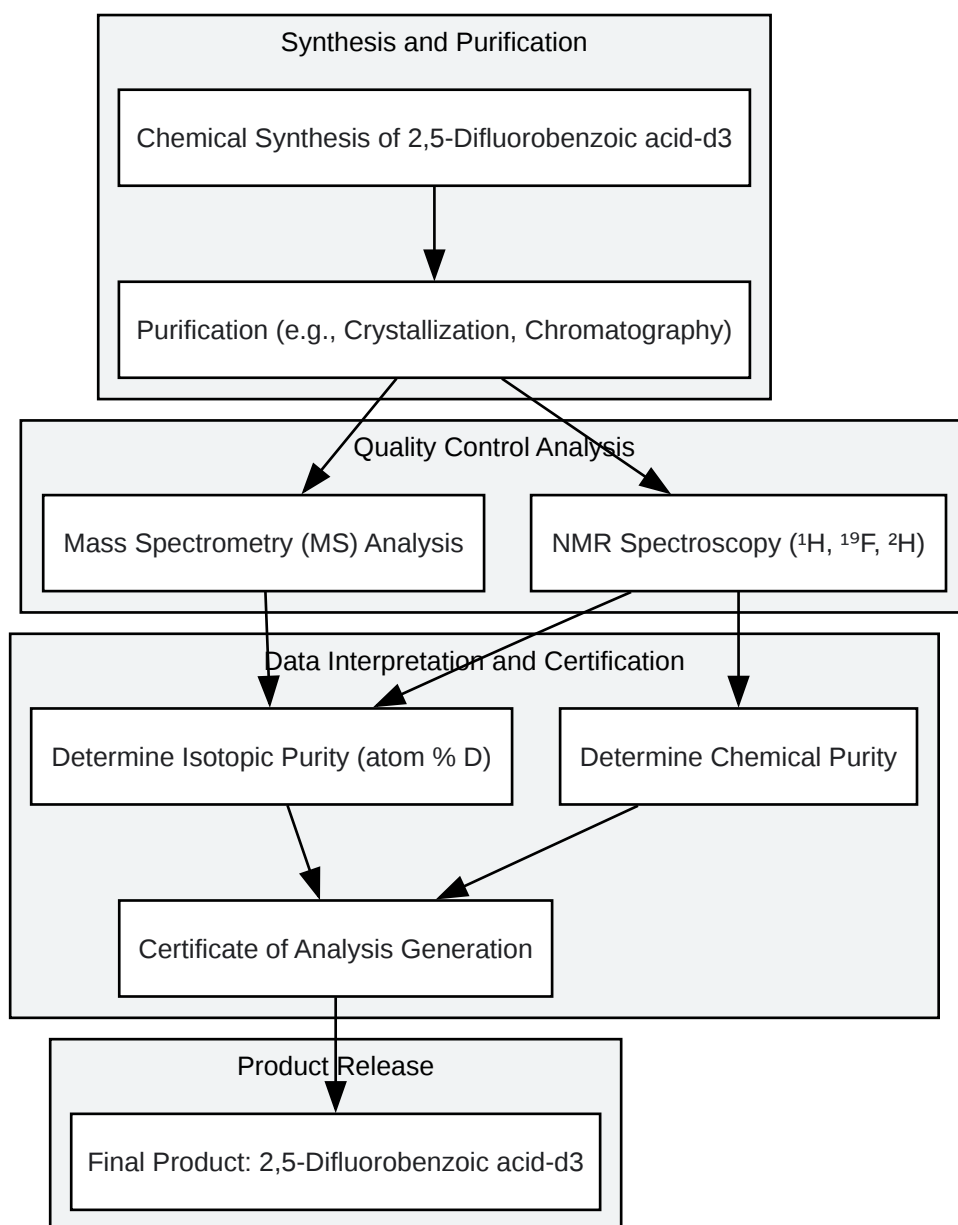 Synthesis and Purification
Chemical Synthesis of 2,5-Difluorobenzoic acid-d3
Purification (e.g., Crystallization, Chromatography)
Quality Control Analysis
Mass Spectrometry (MS) Analysis
NMR Spectroscopy (¹H, ¹⁹F, ²H)
Data Interpretation and Certification
Determine Isotopic Purity (atom % D)
Determine Chemical Purity
Certificate of Analysis Generation
Product Release
Final Product: 2,5-Difluorobenzoic acid-d3